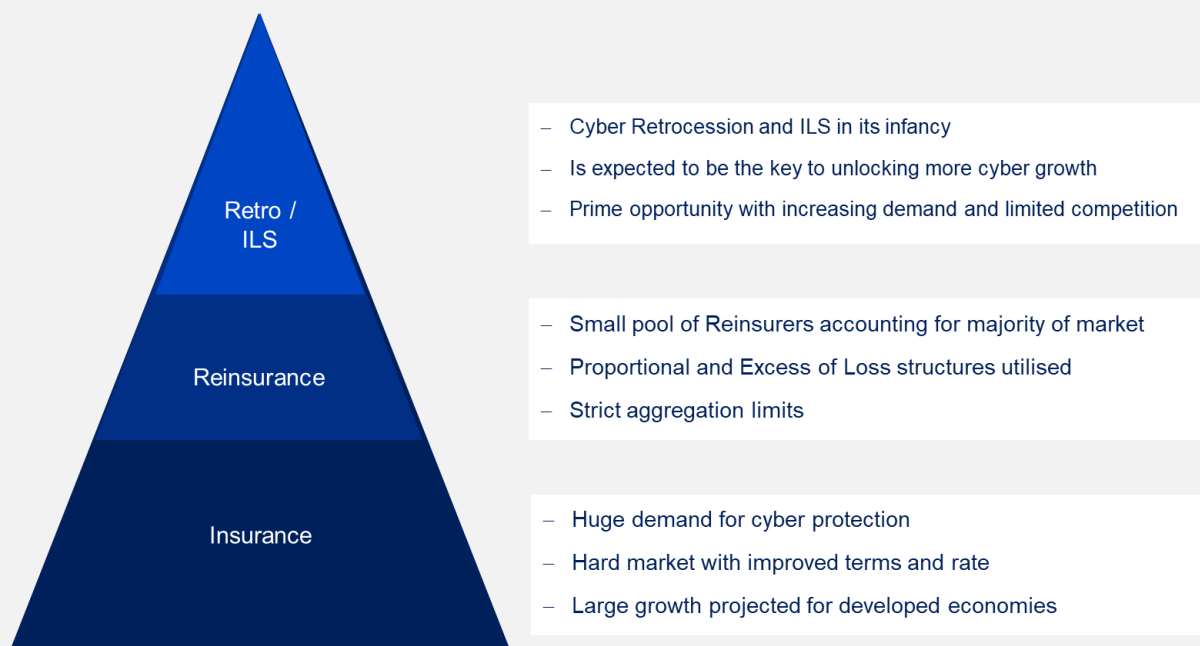 Retro /
ILS
– Cyber Retrocession and ILS in its infancy
– Is expected to be the key to unlocking more cyber growth
– Prime opportunity with increasing demand and limited competition
Reinsurance
– Small pool of Reinsurers accounting for majority of market
– Proportional and Excess of Loss structures utilised
– Strict aggregation limits
Insurance
– Huge demand for cyber protection
– Hard market with improved terms and rate
– Large growth projected for developed economies